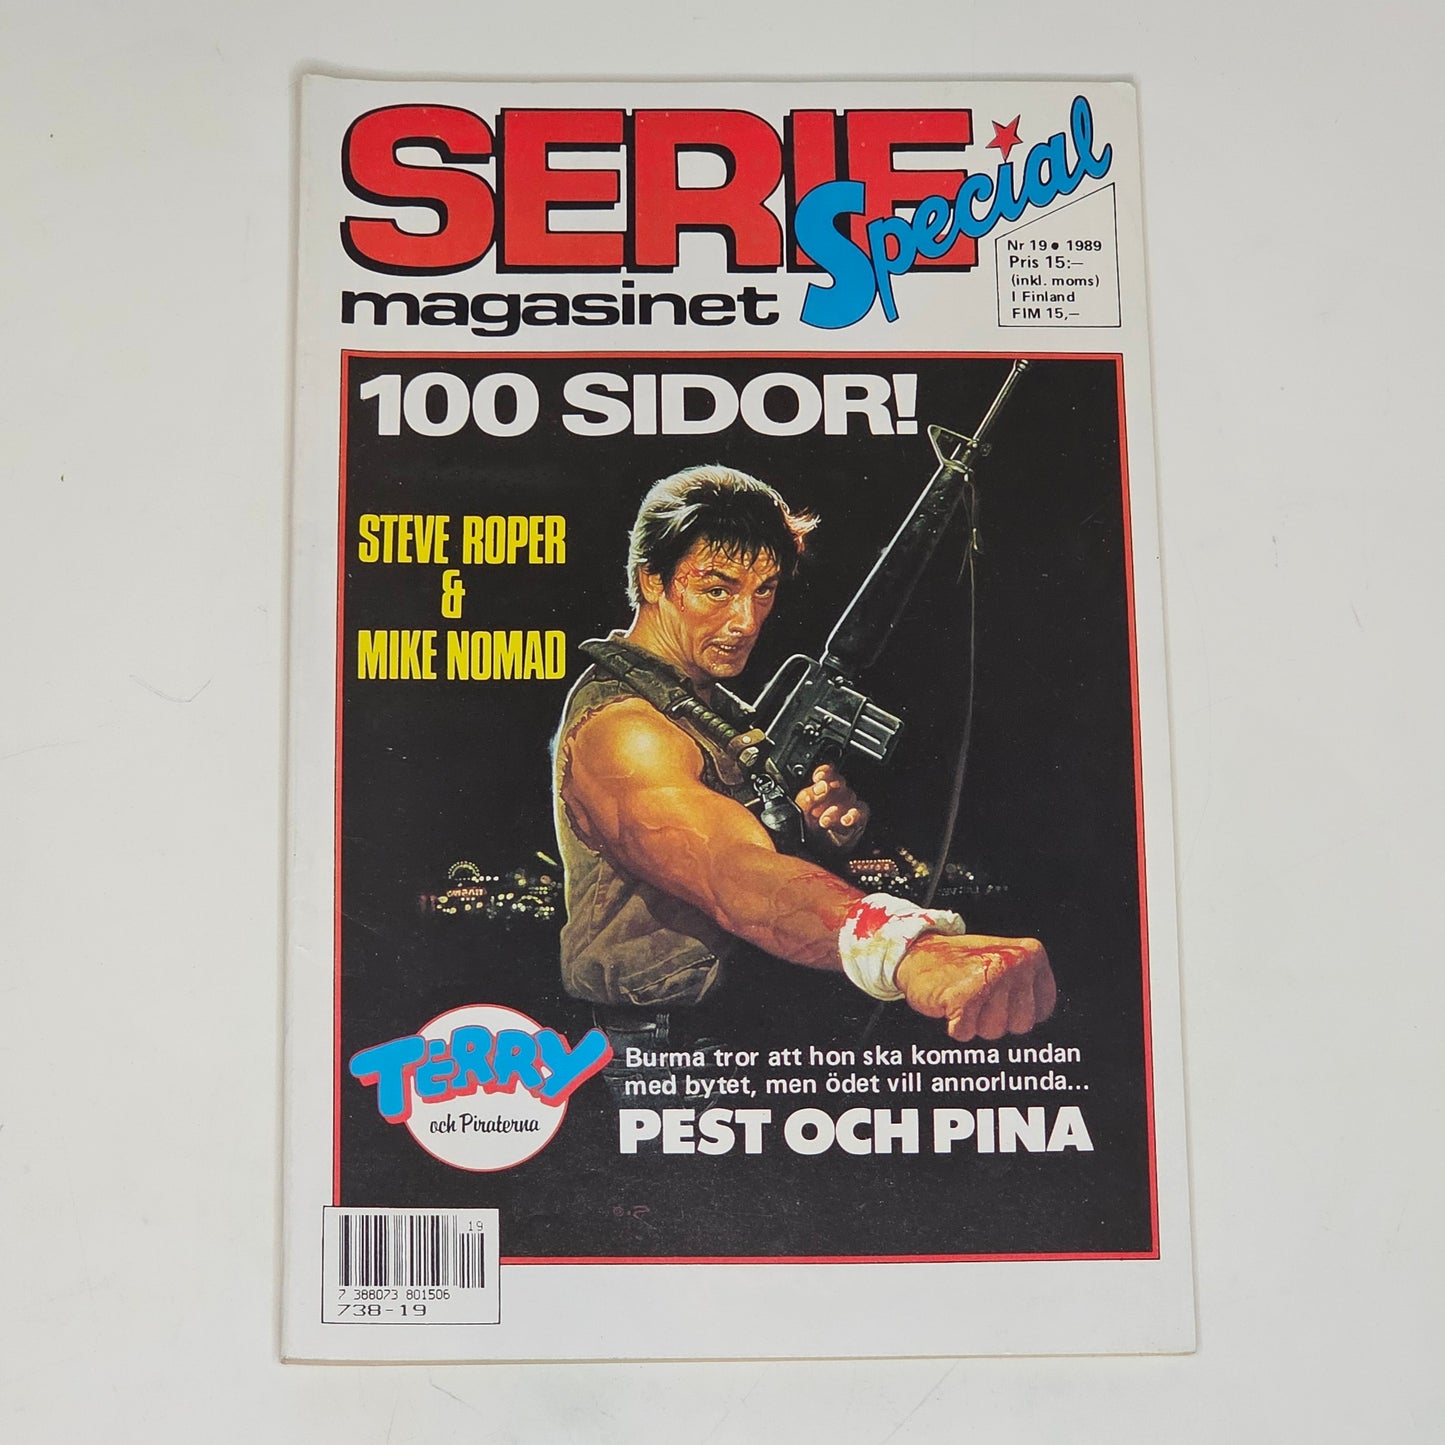 SERIE
Special
magasinet
Nr 19 • 1989
Pris 15:—
(inkl. moms)
I Finland
FIM 15,—
100 SIDOR!
STEVE ROPER
&
MIKE NOMAD
TERRY
och Piraterna
Burma tror att hon ska komma undan
med bytet, men ödet vill annorlunda...
PEST OCH PINA
19
7 388073 801506
738-19